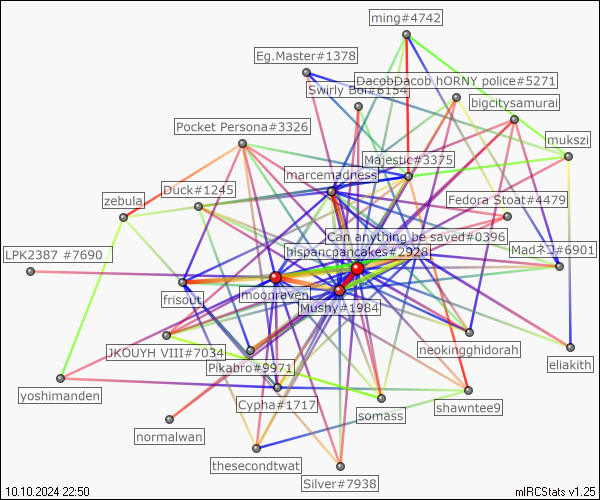 ming#4742
Eg.Master#1378
DacobDacob hORNY police#5271
Swirly Boi#6154
bigcitysamurai
Pocket Persona#3326
mukszi
Majestic#3375
marcemadness
Duck#1245
zebula
Fedora Stoat#4479
Can anything be saved#0396
LPK2387 #7690
hispancpancakes#2928
Madネコ#6901
frisout
moonraven
Mushy#1984
JKOUYH VIII#7034
neokingghidorah
Pikabro#9971
eliakith
yoshimanden
Cypha#1717
somass
shawntee9
normalwan
thesecondtwat
Silver#7938
10.10.2024 22:50
mIRCStats v1.25